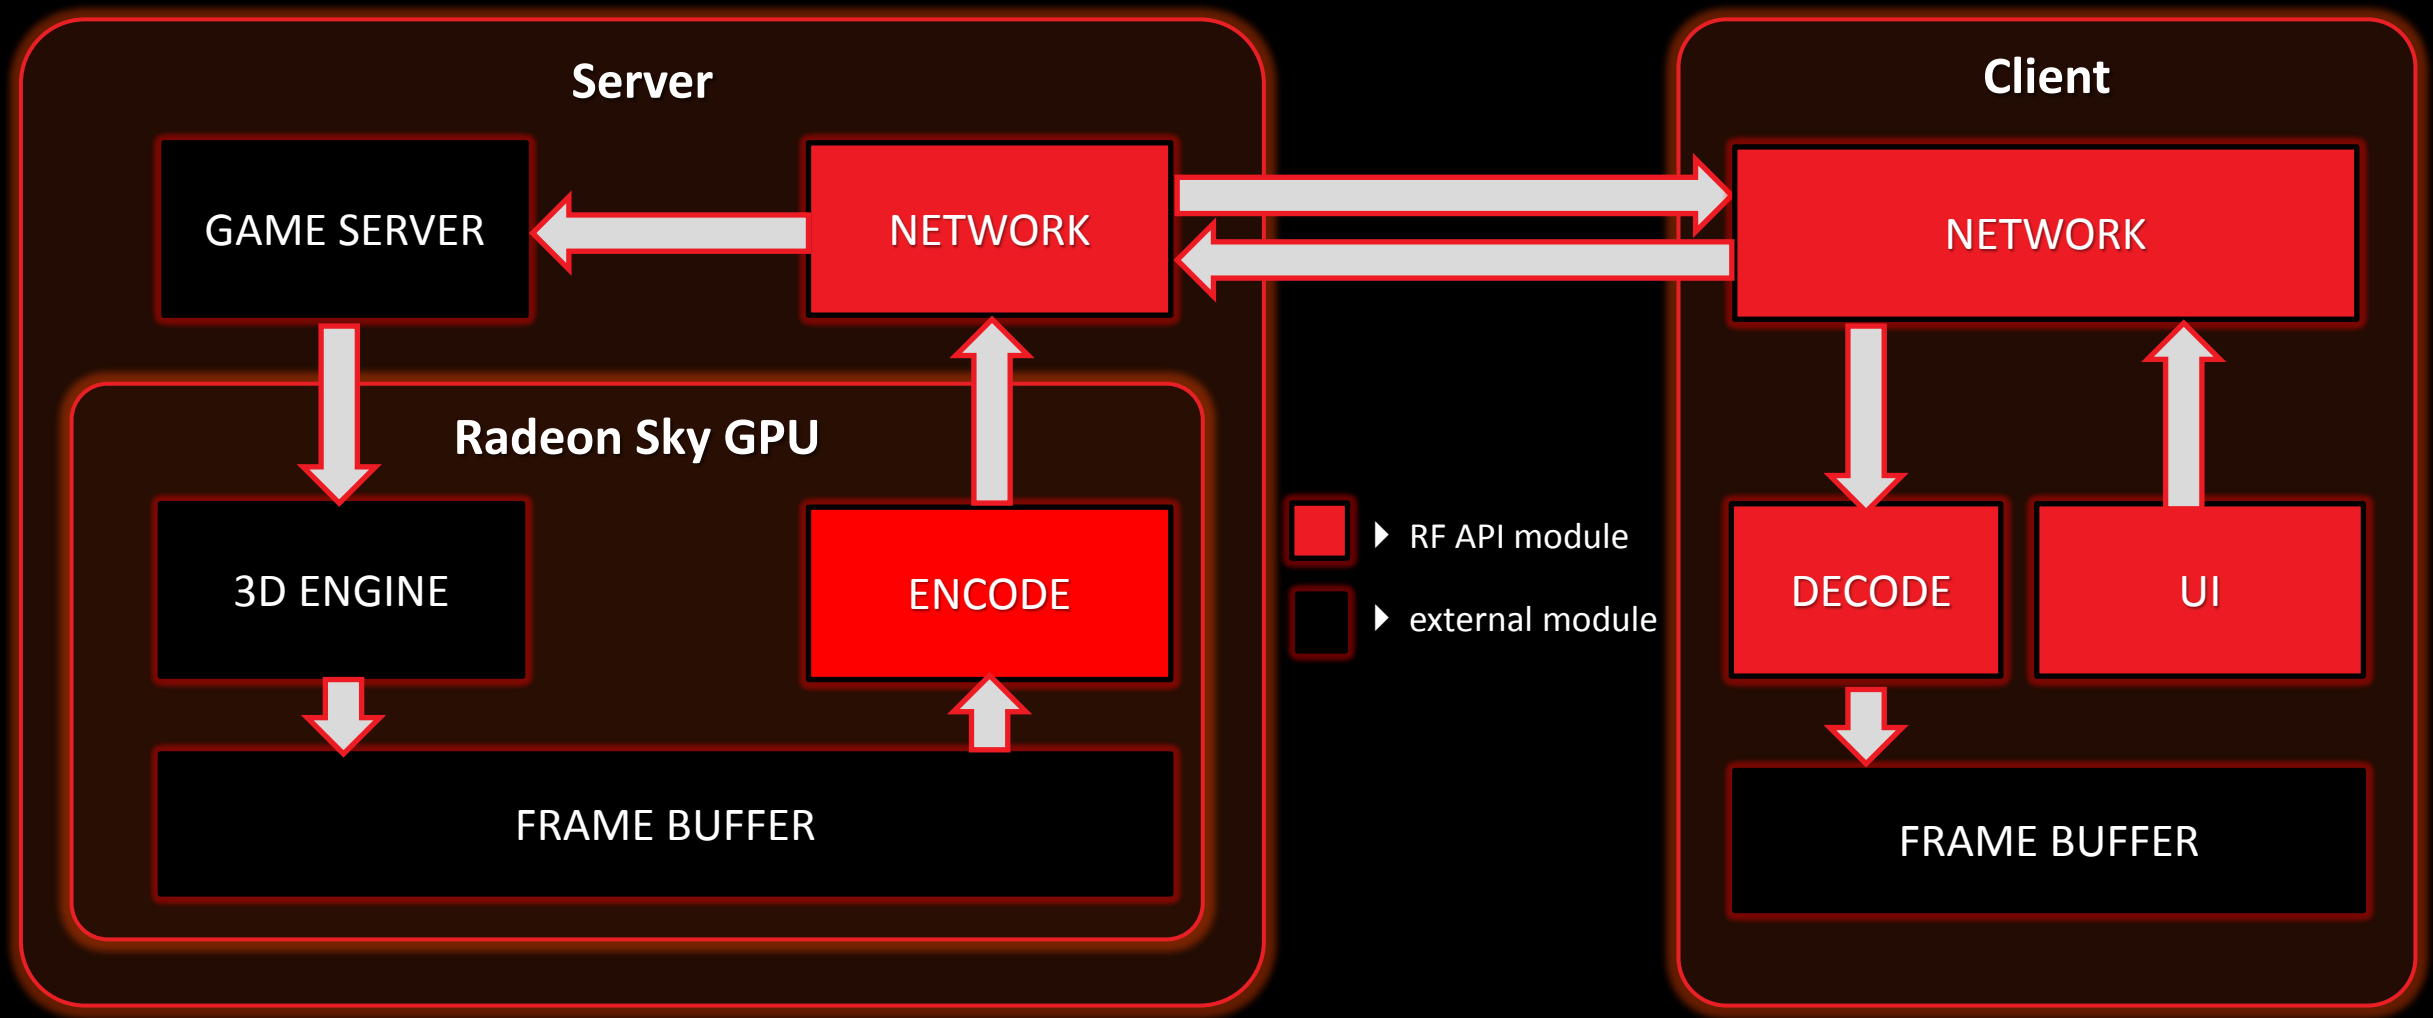 Server
GAME SERVER
NETWORK
Radeon Sky GPU
3D ENGINE
ENCODE
FRAME BUFFER
RF API module
external module
Client
NETWORK
DECODE
UI
FRAME BUFFER